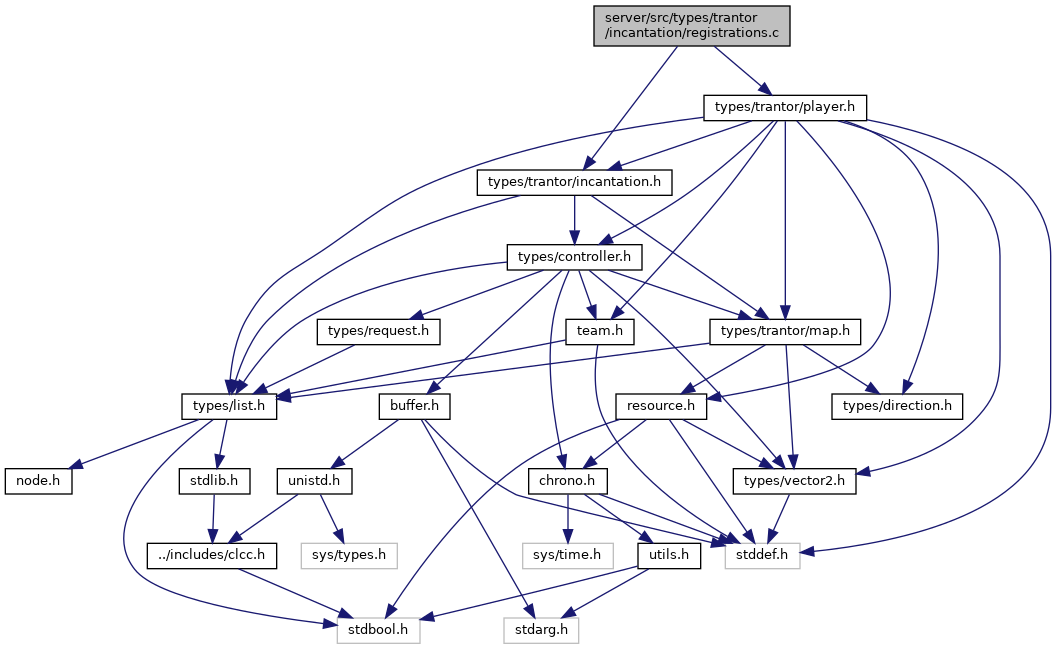 server/src/types/trantor
/incantation/registrations.c
types/trantor/player.h
types/trantor/incantation.h
types/controller.h
types/request.h
team.h
types/trantor/map.h
types/list.h
buffer.h
resource.h
types/direction.h
node.h
stdlib.h
unistd.h
chrono.h
types/vector2.h
../includes/clcc.h
sys/types.h
sys/time.h
utils.h
stddef.h
stdbool.h
stdarg.h